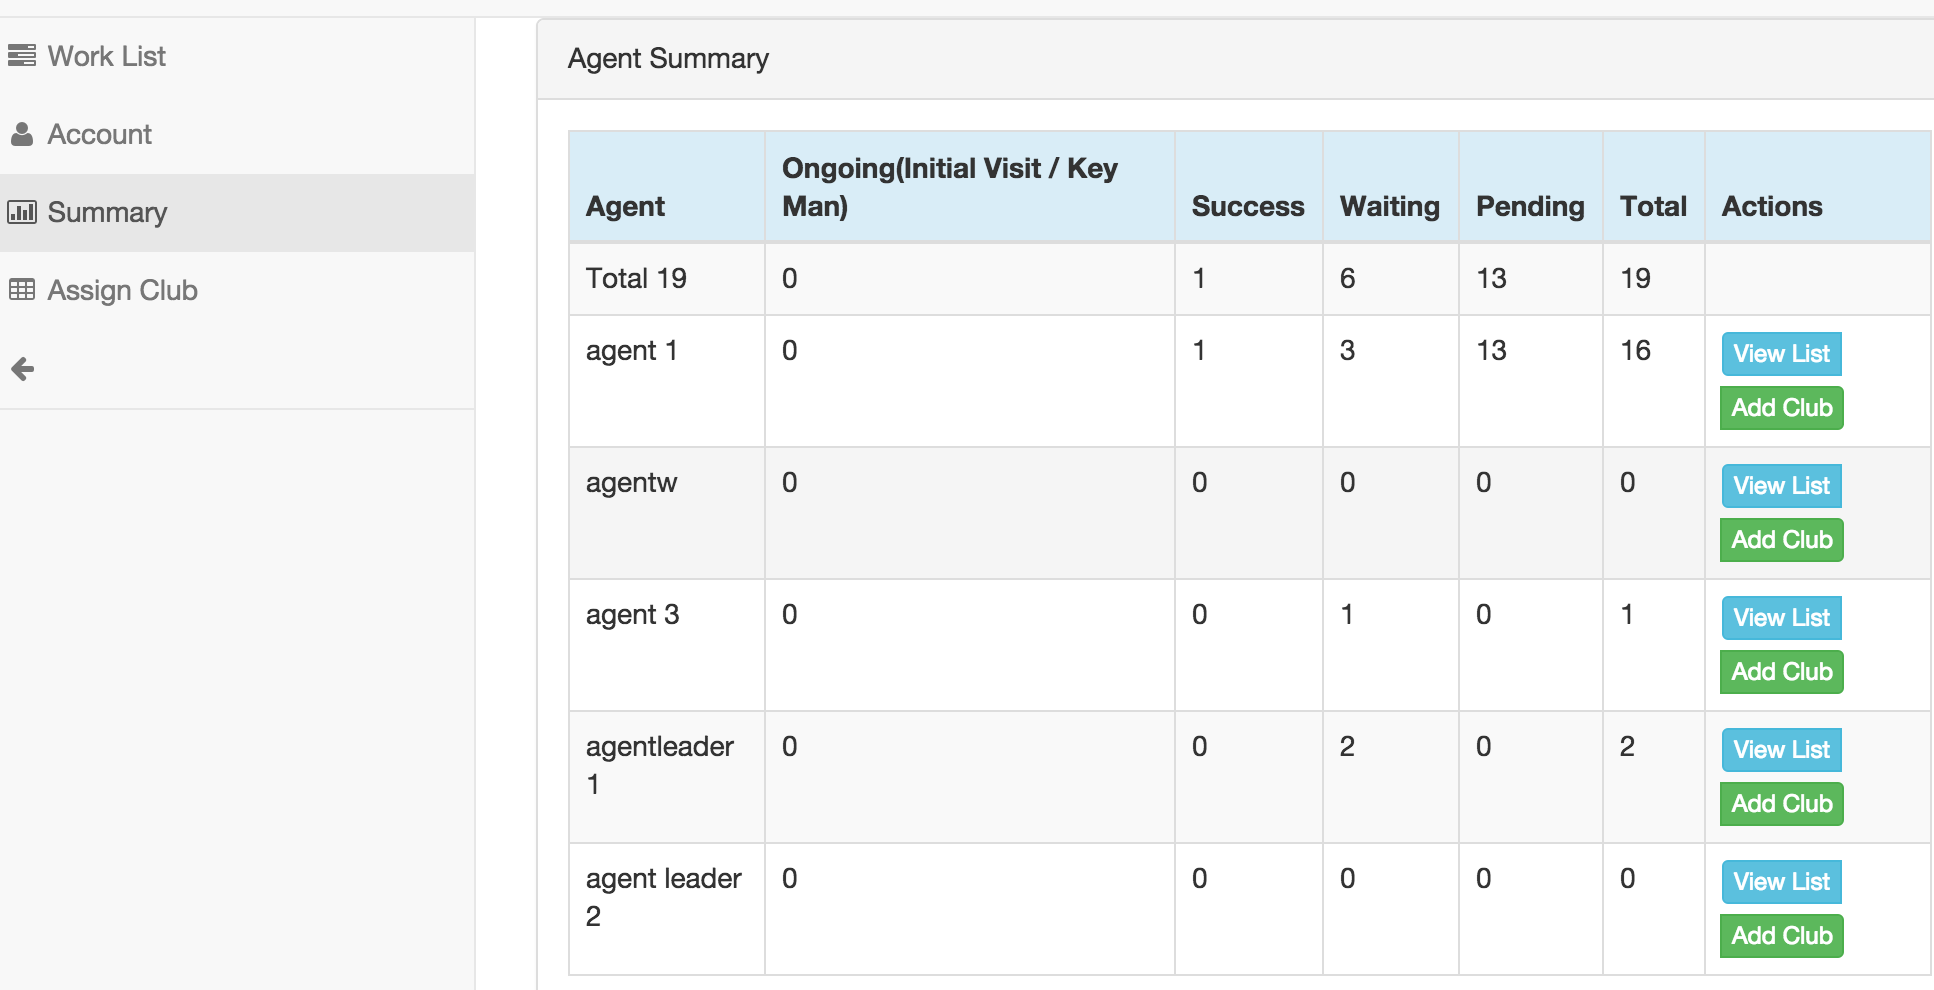 Work List
Account
Summary
Assign Club
Agent Summary
Agent Ongoing(Initial Visit / Key Man) Success Waiting Pending Total Actions
Total 19 0 1 6 13 19
agent 1 0 1 3 13 16 View List
Add Club
agentw 0 0 0 0 0 View List
Add Club
agent 3 0 0 1 0 1 View List
Add Club
agentleader 0 0 2 0 2 View List
1 Add Club
agent leader 0 0 0 0 0 View List
2 Add Club